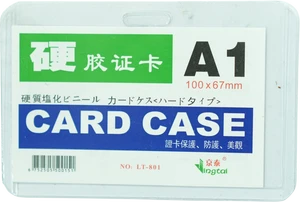 硬胶证卡 A1
100x67mm
硬質塩化ビニール カードケス<ハードタイプ>
CARD CASE
證卡保護、防護、美觀
NO: LT-801
京泰